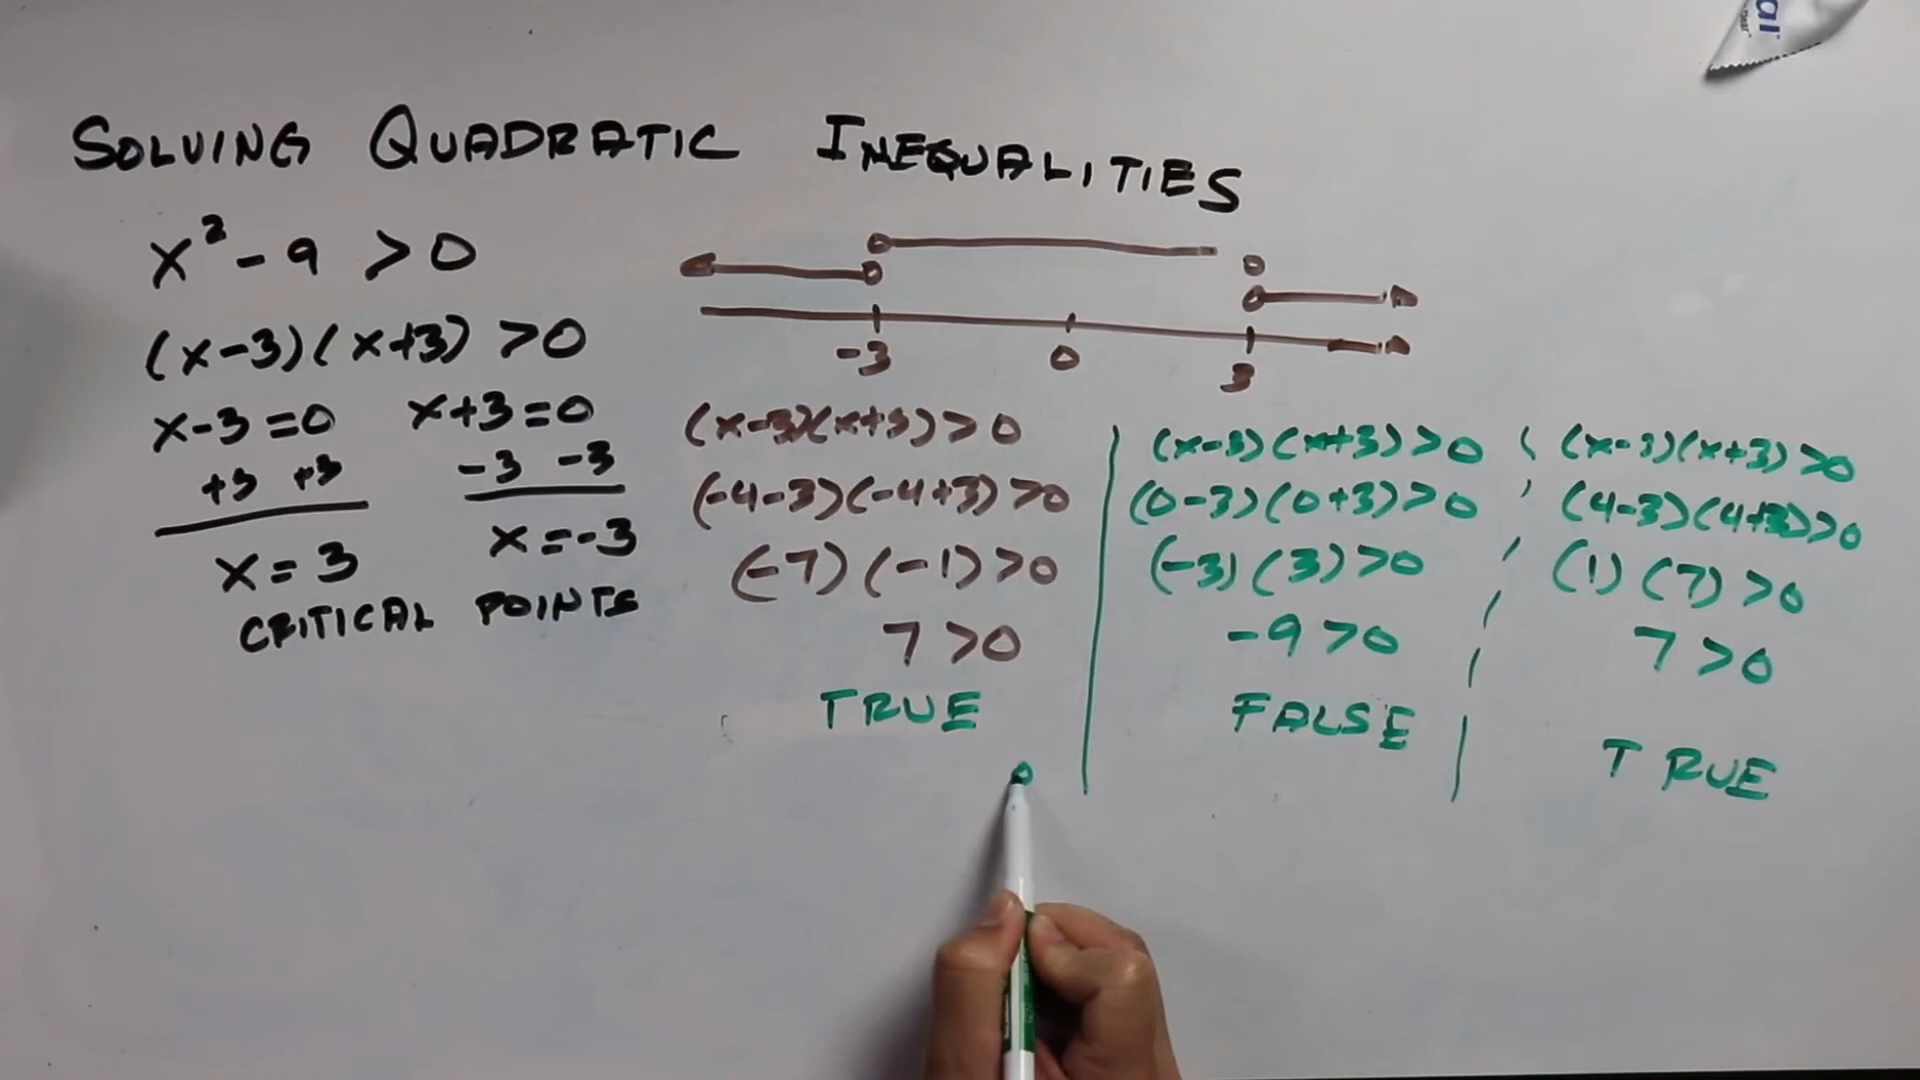 SOLVING QUADRATIC INEQUALITIES
x² - 9 > 0
(x-3)(x+3) > 0
x-3=0 x+3=0
+3 +3 -3 -3
x = 3 x = -3
CRITICAL POINTS
-3 0 3
(x-3)(x+3) > 0
(-4-3)(-4+3) > 0
(-7)(-1) > 0
7 > 0
TRUE
(x-3)(x+3) > 0
(0-3)(0+3) > 0
(-3)(3) > 0
-9 > 0
FALSE
(x-3)(x+3) > 0
(4-3)(4+3) > 0
(1)(7) > 0
7 > 0
TRUE